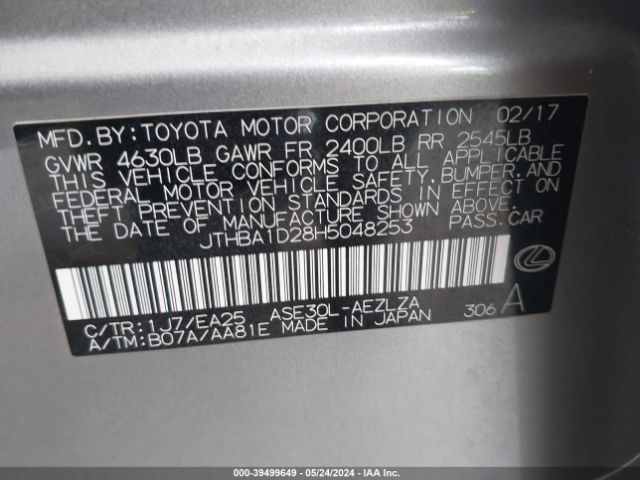 MFD.BY:TOYOTA MOTOR CORPORATION 02/17
GVWR 4630LB GAWR FR 2400LB RR 2545LB
THIS VEHICLE CONFORMS TO ALL APPLICABLE
FEDERAL MOTOR VEHICLE SAFETY,BUMPER,AND
THEFT PREVENTION STANDARDS IN EFFECT ON
THE DATE OF MANUFACTURE SHOWN ABOVE.
JTHBA1D28H5048253 PASS.CAR
C/TR:1J7/EA25 ASE30L-AEZLZA
A/TM:B07A/AA81E MADE IN JAPAN 306 A
000-39499649 - 05/24/2024 - IAA Inc.